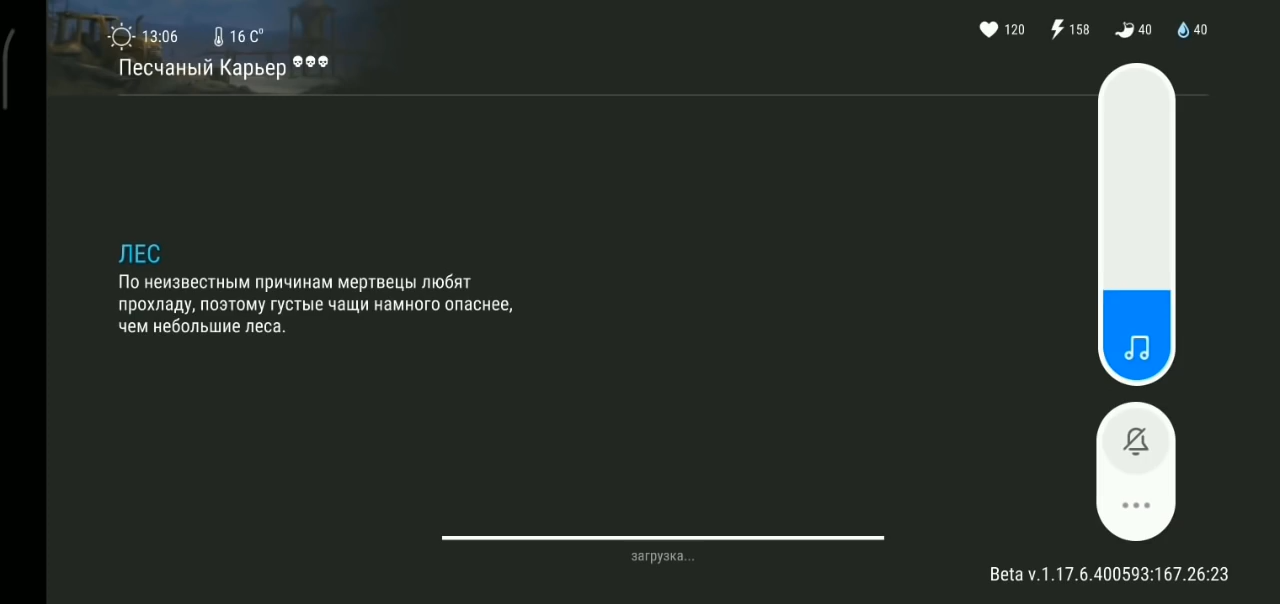 13:06 16 C° 120 158 40 40
Песчаный Карьер
ЛЕС
По неизвестным причинам мертвецы любят
прохладу, поэтому густые чащи намного опаснее,
чем небольшие леса.
загрузка...
Beta v.1.17.6.400593:167.26:23